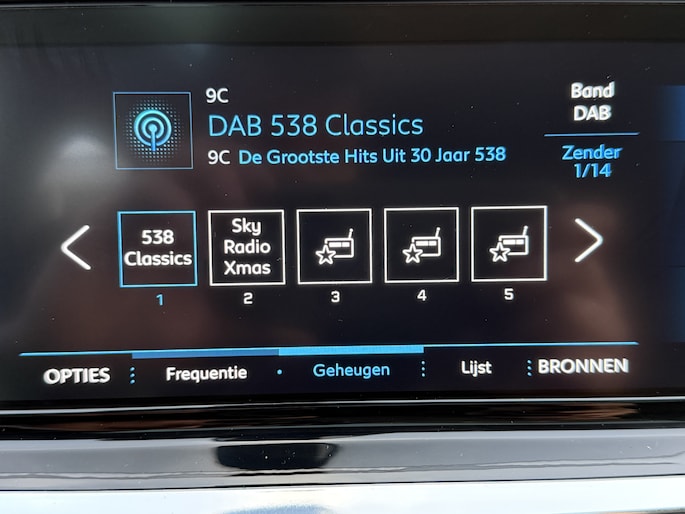 9C
DAB 538 Classics
9C De Grootste Hits Uit 30 Jaar 538
Band
DAB
Zender
1/14
538
Classics
1
Sky
Radio
Xmas
2
3
4
5
OPTIES
Frequentie
Geheugen
Lijst
BRONNEN